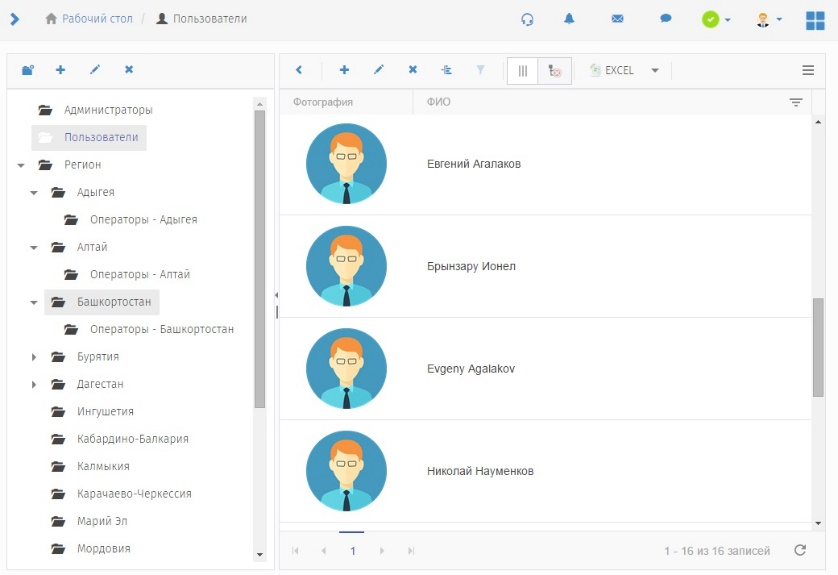 Рабочий стол / Пользователи
EXCEL
Администраторы
Пользователи
Регион
Адыгея
Операторы - Адыгея
Алтай
Операторы - Алтай
Башкортостан
Операторы - Башкортостан
Бурятия
Дагестан
Ингушетия
Кабардино-Балкария
Калмыкия
Карачаево-Черкессия
Марий Эл
Мордовия
Фотография ФИО
Евгений Агалаков
Брынзару Ионел
Evgeny Agalakov
Николай Науменков
1
1 - 16 из 16 записей